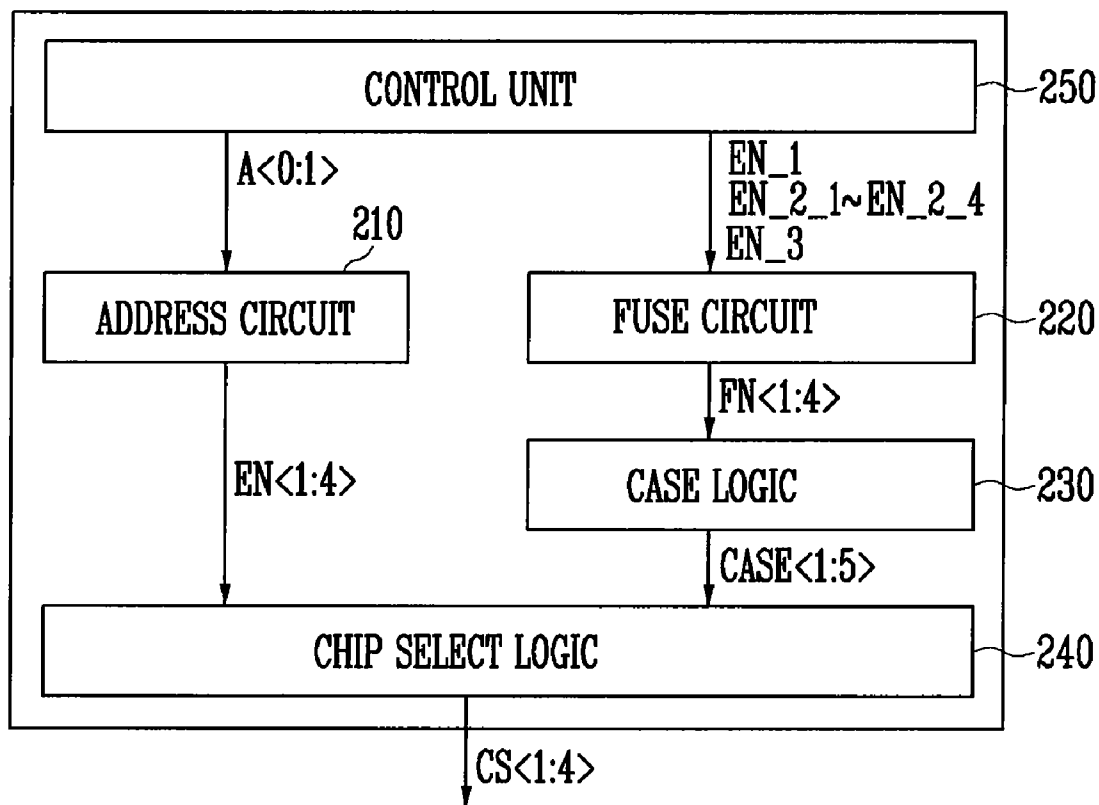 CONTROL UNIT
250
A<0:1>
EN_1
EN_2_1~EN_2_4
EN_3
210
ADDRESS CIRCUIT
FUSE CIRCUIT
220
FN<1:4>
EN<1:4>
CASE LOGIC
230
CASE<1:5>
CHIP SELECT LOGIC
240
CS<1:4>